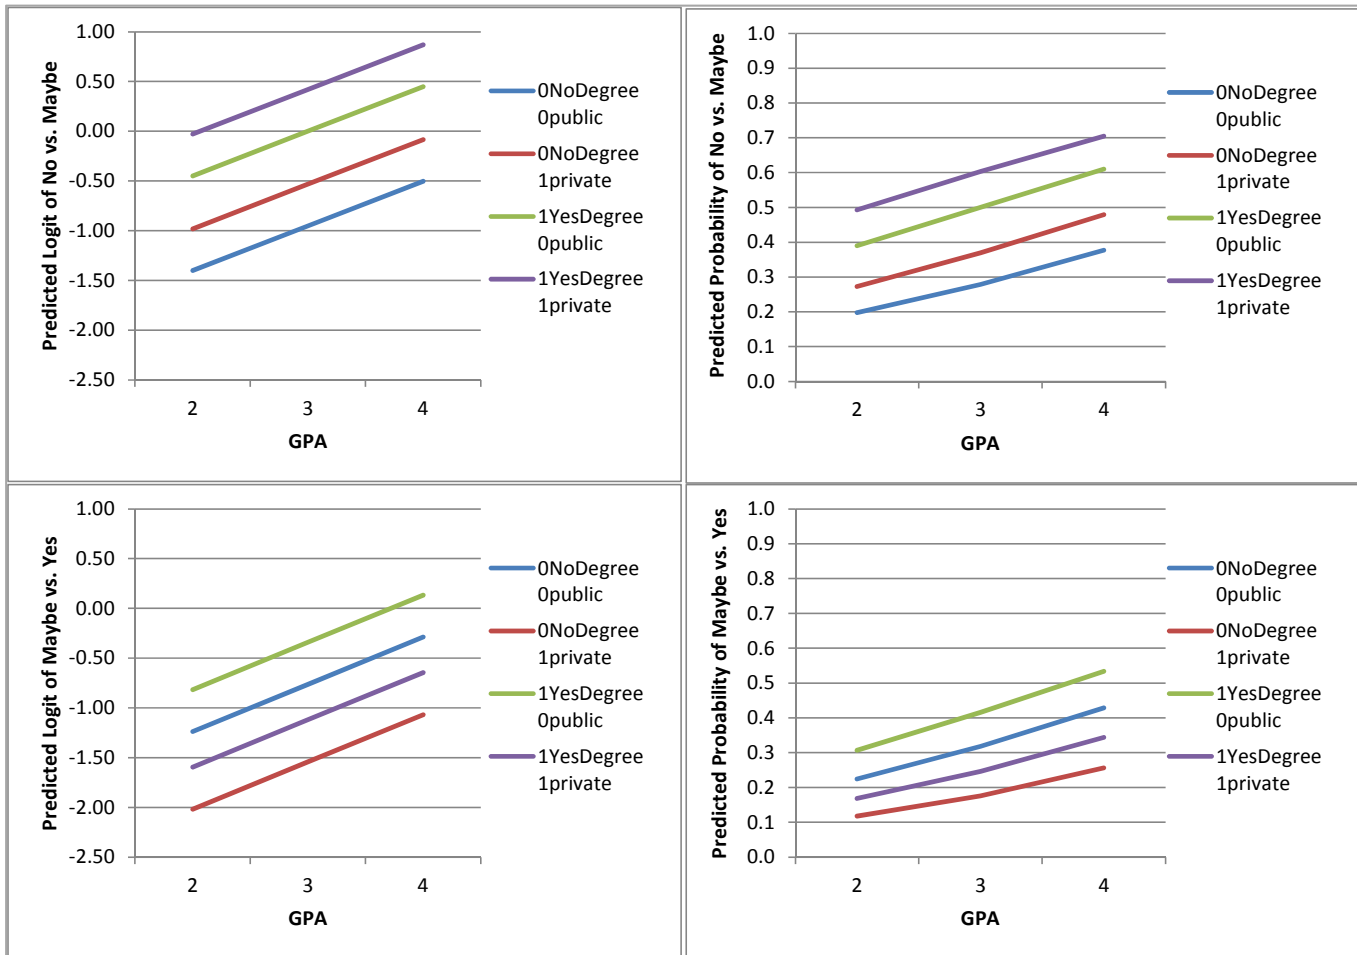 Predicted Logit of No vs. Maybe
1.00
0.50
0.00
-0.50
-1.00
-1.50
-2.00
-2.50
2
3
4
GPA
0NoDegree
0public
0NoDegree
1private
1YesDegree
0public
1YesDegree
1private
Predicted Probability of No vs. Maybe
1.0
0.9
0.8
0.7
0.6
0.5
0.4
0.3
0.2
0.1
0.0
2
3
4
GPA
0NoDegree
0public
0NoDegree
1private
1YesDegree
0public
1YesDegree
1private
Predicted Logit of Maybe vs. Yes
1.00
0.50
0.00
-0.50
-1.00
-1.50
-2.00
-2.50
2
3
4
GPA
0NoDegree
0public
0NoDegree
1private
1YesDegree
0public
1YesDegree
1private
Predicted Probability of Maybe vs. Yes
1.0
0.9
0.8
0.7
0.6
0.5
0.4
0.3
0.2
0.1
0.0
2
3
4
GPA
0NoDegree
0public
0NoDegree
1private
1YesDegree
0public
1YesDegree
1private